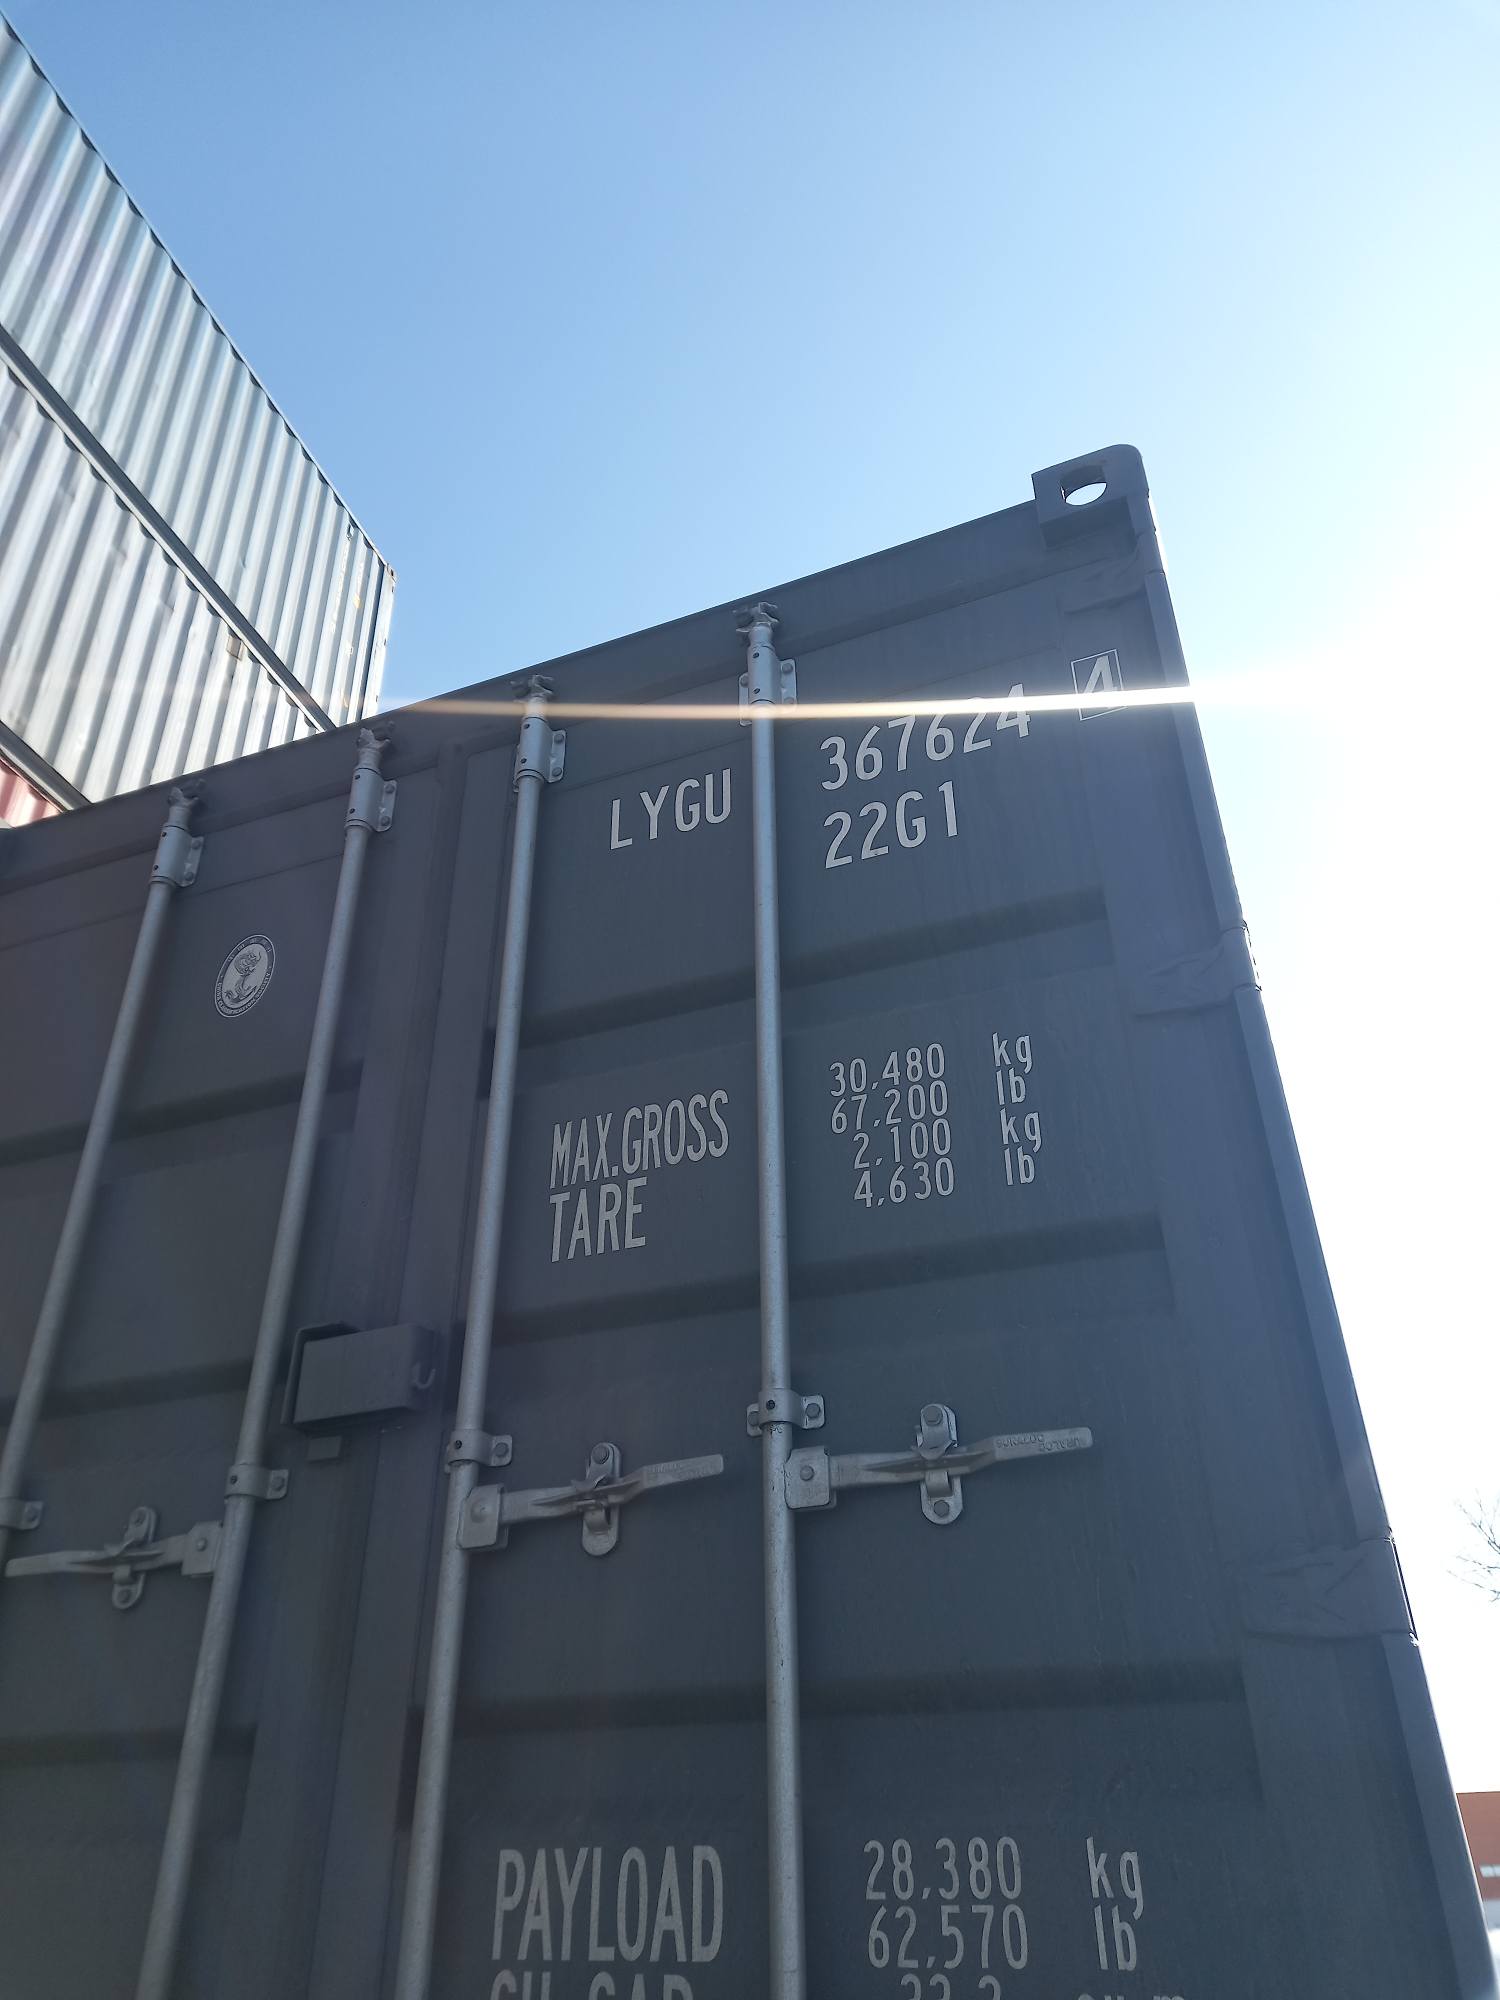 LYGU 367624 4
22G1
MAX.GROSS 30,480 kg
67,200 lb
TARE 2,100 kg
4,630 lb
PAYLOAD 28,380 kg
62,570 lb